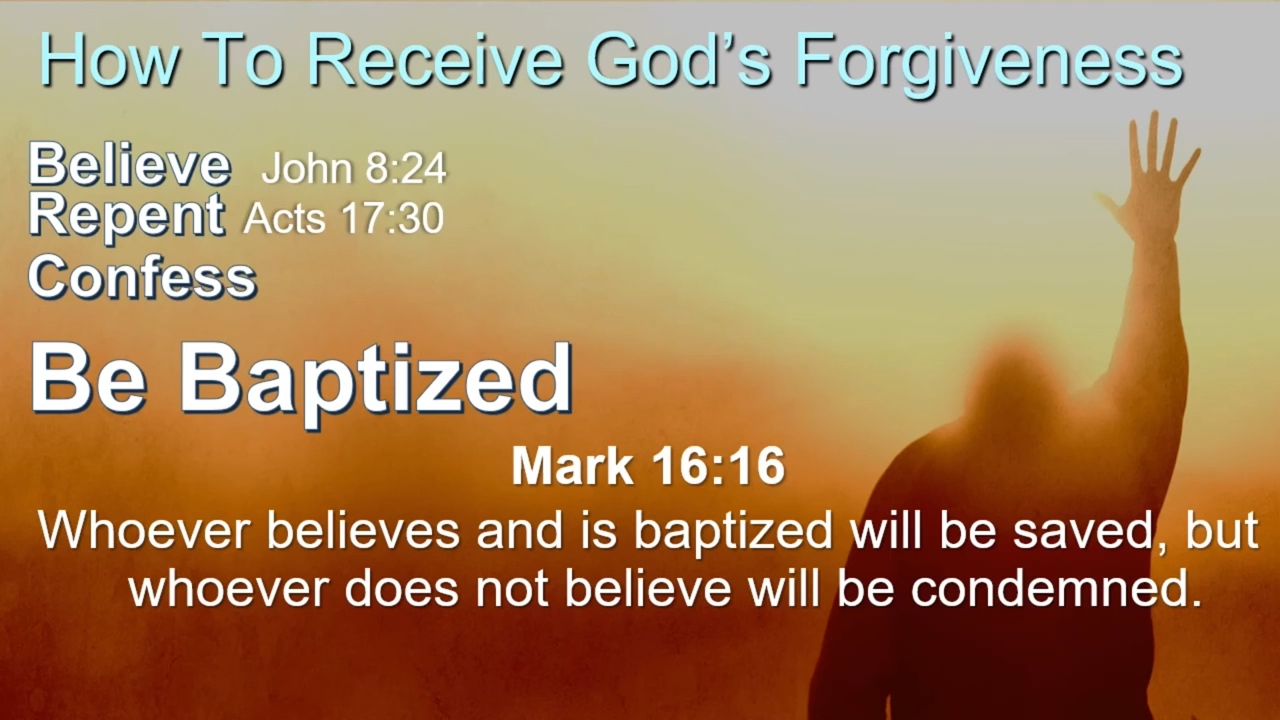 How To Receive God’s Forgiveness
Believe John 8:24
Repent Acts 17:30
Confess
Be Baptized
Mark 16:16
Whoever believes and is baptized will be saved, but
whoever does not believe will be condemned.